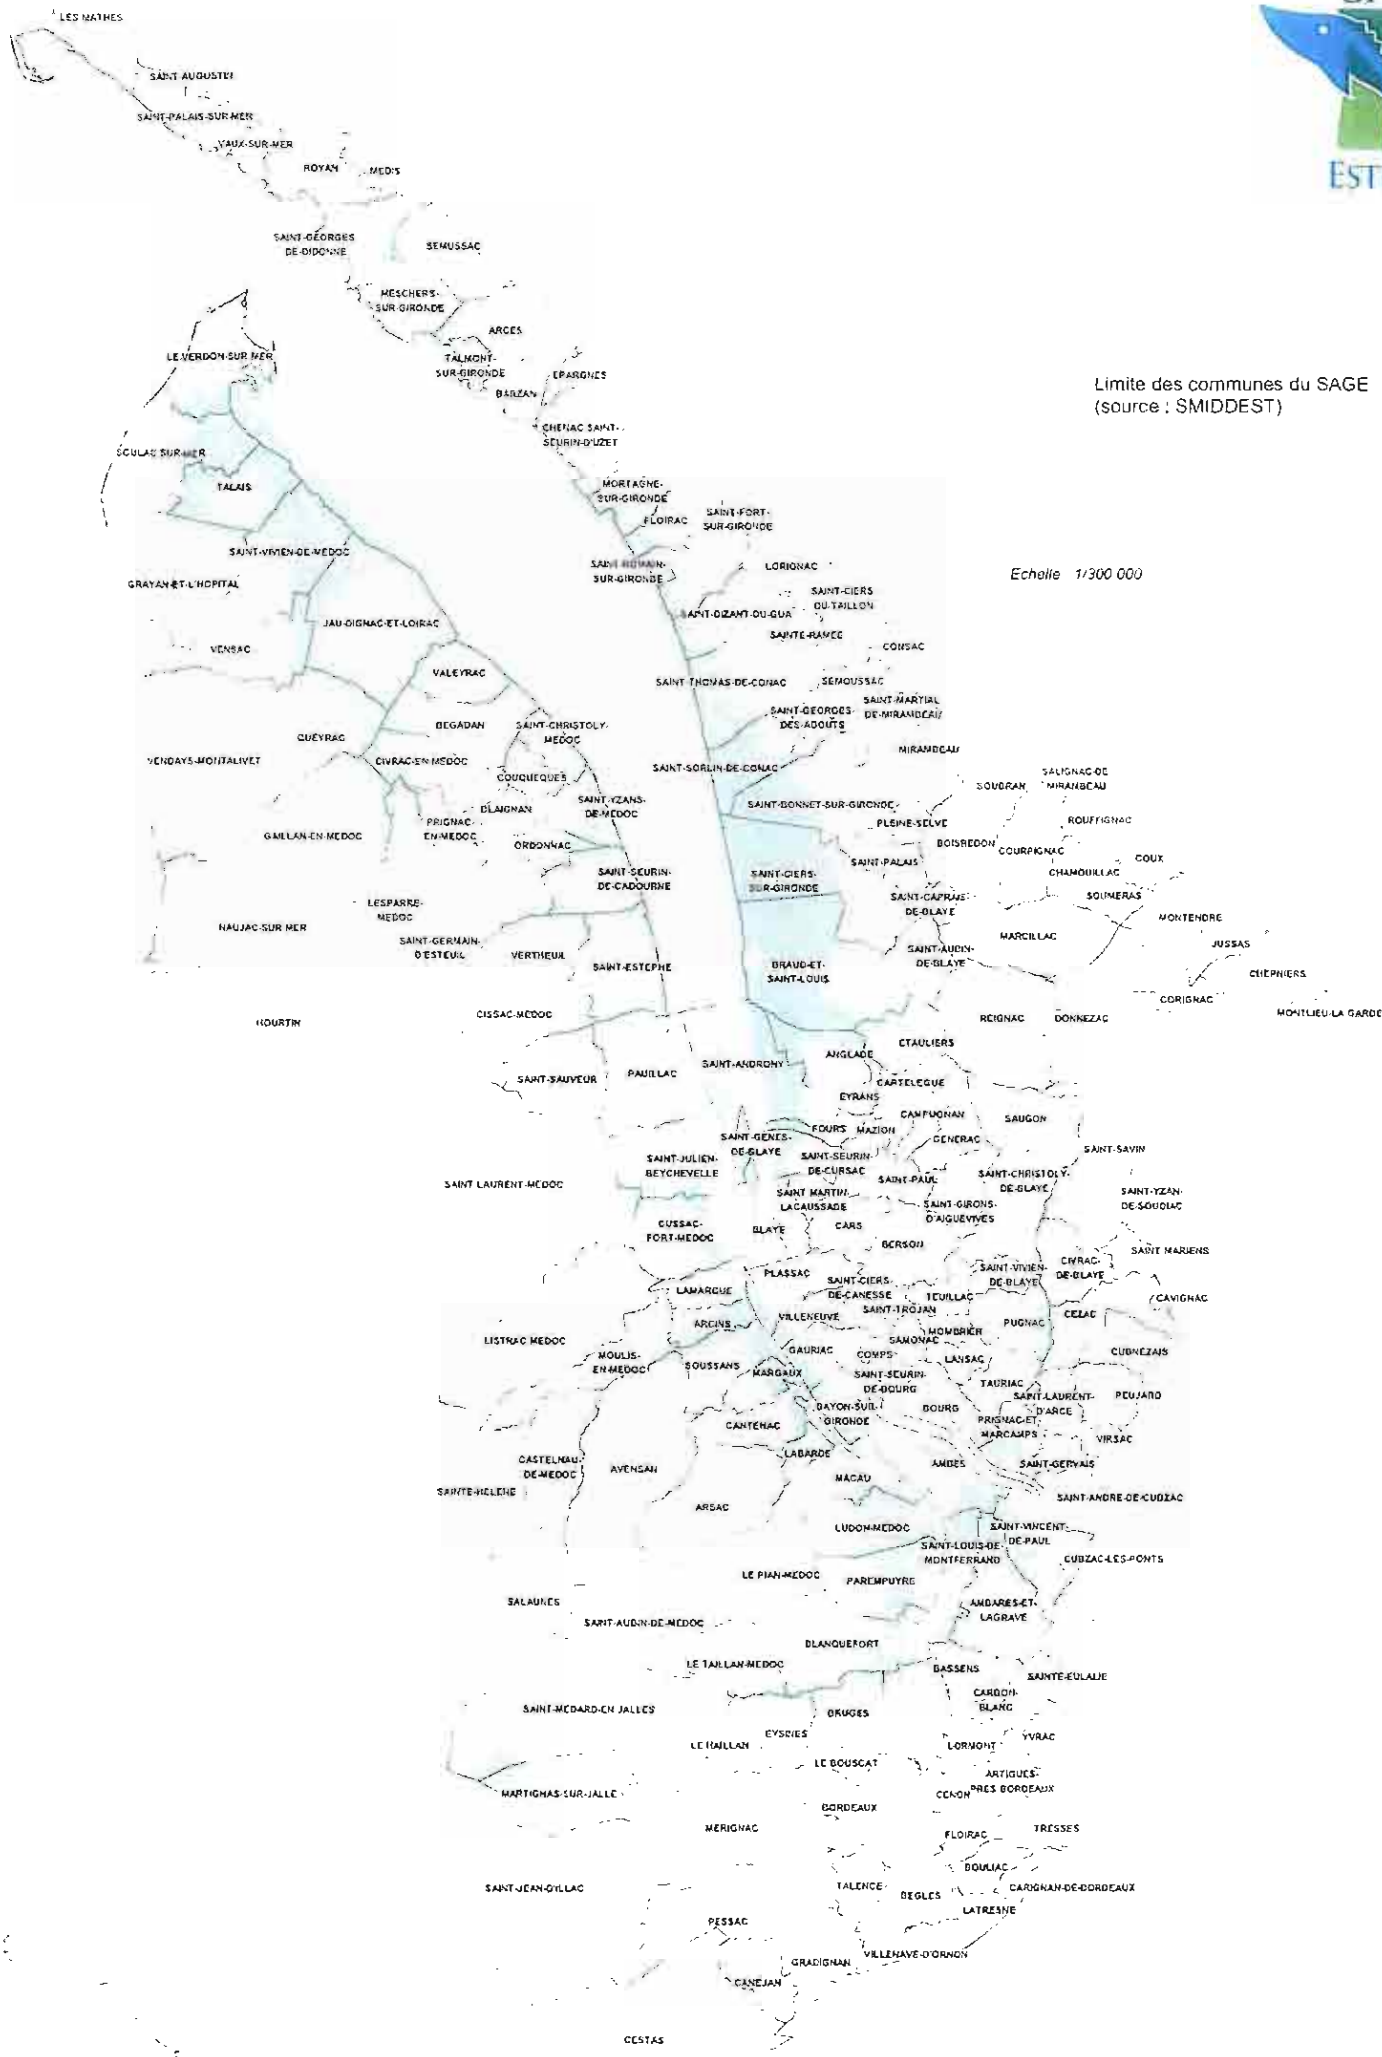 LES MATHES
SAINT-AUGUSTIN
SAINT-PALAIS-SUR-MER
VAUX-SUR-MER
ROYAN
MEDIS
EST
SAINT-GEORGES
DE-DIDONNE
SEMUSSAC
MESCHERS-
SUR-GIRONDE
ARCES
LE-VERDON-SUR-MER
TALMONT-
SUR-GIRONDE
EPARGNES
BARZAN
Limite des communes du SAGE
(source : SMIDDEST)
CHENAC SAINT-
SEURIN-D'UZET
SOULAC SUR-MER
TALAIS
MORTAGNE-
SUR-GIRONDE
FLOIRAC
SAINT-FORT-
SUR-GIRONDE
SAINT-VIVIEN-DE-MEDOC
SAINT-ROMAIN-
SUR-GIRONDE
LORIGNAC
Echelle 1/300 000
GRAYAN-ET-L'HOPITAL
SAINT-CIERS
DU-TAILLON
SAINT-DIZANT-DU-GUA
JAU-DIGNAC-ET-LOIRAC
SAINTE-RAMEE
CONSAC
VENSAC
VALEYRAC
SAINT-THOMAS-DE-CONAC
SEMOUSSAC
SAINT-MARTIAL
DE-MIRAMBEAU
SAINT-GEORGES-
DES-AGOUTS
BEGADAN
SAINT-CHRISTOLY-
MEDOC
QUEYRAC
MIRAMBEAU
VENDAYS-MONTALIVET
CIVRAC-EN-MEDOC
COUQUEQUES
SAINT-SORLIN-DE-CONAC
SALIGNAC-DE
MIRAMBEAU
SOUBRAN
SAINT-YZANS-
DE-MEDOC
SAINT-BONNET-SUR-GIRONDE
BLAIGNAN
PRIGNAC-
EN-MEDOC
PLEINE-SELVE
ROUFFIGNAC
GAILLAN-EN-MEDOC
ORDONNAC
BOISREDON
COURPIGNAC
SAINT-PALAIS
COUX
SAINT-SEURIN-
DE-CADOURNE
SAINT-CIERS-
SUR-GIRONDE
CHAMOUILLAC
SAINT-CAPRAIS-
DE-BLAYE
SOUMERAS
LESPARRE-
MEDOC
MONTENDRE
NAUJAC-SUR MER
SAINT-GERMAIN-
D'ESTEUIL
VERTHEUIL
MARCILLAC
JUSSAS
SAINT-AUBIN-
DE-BLAYE
SAINT-ESTEPHE
BRAUD-ET-
SAINT-LOUIS
CHEPNIERS
CORIGNAC
MONTLIEU-LA GARDE
HOURTIN
CISSAC-MEDOC
REIGNAC
DONNEZAC
ETAULIERS
ANGLADE
SAINT-ANDRONY
SAINT-SAUVEUR
PAUILLAC
CARTELEGUE
EYRANS
CAMPUGNAN
SAUGON
FOURS
MAZION
GENERAC
SAINT-GENES-
DE-BLAYE
SAINT-SAVIN
SAINT-JULIEN-
BEYCHEVELLE
SAINT-SEURIN-
DE-CURSAC
SAINT-PAUL
SAINT-CHRISTOLY-
DE-BLAYE
SAINT LAURENT-MEDOC
SAINT MARTIN-
LACAUSSADE
SAINT-YZAN-
DE-SOUDIAC
SAINT-GIRONS-
D'AIGUEVIVES
CUSSAC-
FORT-MEDOC
BLAYE
CARS
BERSON
SAINT MARIENS
PLASSAC
SAINT-VIVIEN-
DE-BLAYE
CIVRAC-
DE-BLAYE
SAINT-CIERS-
DE-CANESSE
LAMARQUE
TEUILLAC
CAVIGNAC
SAINT-TROJAN
VILLENEUVE
CEZAC
ARCINS
MOMBRIER
PUGNAC
LISTRAC MEDOC
SAMONAC
GAURIAC
COMPS
CUBNEZAIS
MOULIS-
EN-MEDOC
SOUSSANS
MARGAUX
LANSAC
SAINT-SEURIN-
DE-BOURG
TAURIAC
SAINT-LAURENT-
D'ARCE
PEUJARD
BAYON-SUR-
GIRONDE
BOURG
PRIGNAC-ET-
MARCAMPS
CANTENAC
VIRSAC
LABARDE
CASTELNAU-
DE-MEDOC
AVENSAN
AMBES
SAINT-GERVAIS
MACAU
SAINTE-HELENE
ARSAC
SAINT-ANDRE-DE-CUBZAC
LUDON-MEDOC
SAINT-VINCENT-
DE-PAUL
SAINT-LOUIS-DE-
MONTFERRAND
CUBZAC-LES-PONTS
LE PIAN-MEDOC
PAREMPUYRE
SALAUNES
AMBARES-ET-
LAGRAVE
SAINT-AUBIN-DE-MEDOC
BLANQUEFORT
LE TAILLAN-MEDOC
BASSENS
SAINTE-EULALIE
CARBON-
BLANC
SAINT-MEDARD-EN JALLES
BRUGES
EYSINES
LE HAILLAN
LORMONT
YVRAC
LE BOUSCAT
ARTIGUES-
PRES BORDEAUX
MARTIGNAS-SUR-JALLE
CENON
BORDEAUX
MERIGNAC
FLOIRAC
TRESSES
BOULIAC
SAINT-JEAN-D'ILLAC
TALENCE
BEGLES
CARIGNAN-DE-BORDEAUX
LATRESNE
PESSAC
VILLENAVE-D'ORNON
GRADIGNAN
CANEJAN
CESTAS